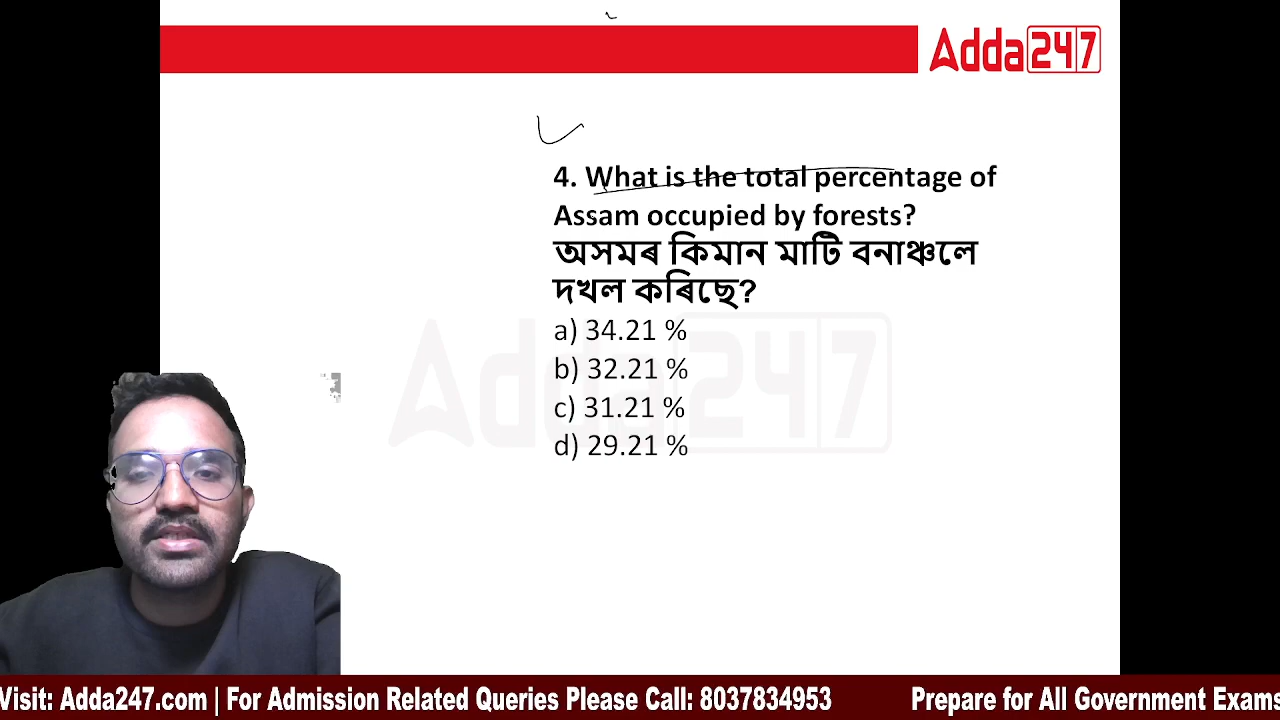 Adda247
4. What is the total percentage of
Assam occupied by forests?
অসমৰ কিমান মাটি বনাঞ্চলে
দখল কৰিছে?
a) 34.21 %
b) 32.21 %
c) 31.21 %
d) 29.21 %
Adda247
Visit: Adda247.com | For Admission Related Queries Please Call: 8037834953 Prepare for All Government Exams